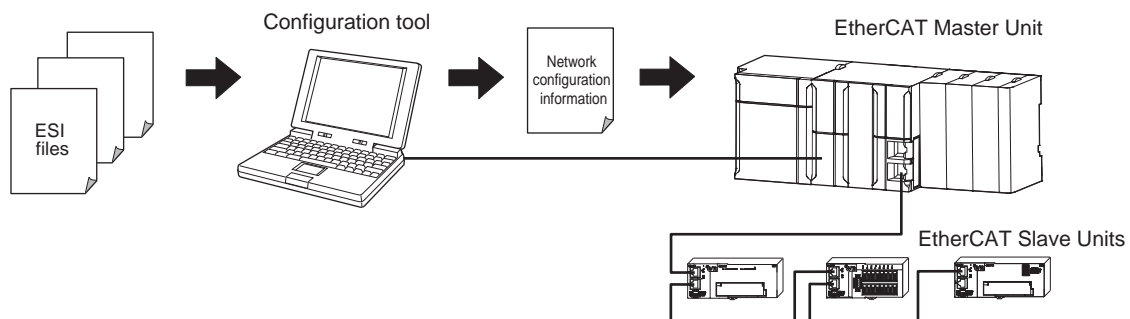 Configuration tool
EtherCAT Master Unit
ESI
files
Network
configuration
information
EtherCAT Slave Units